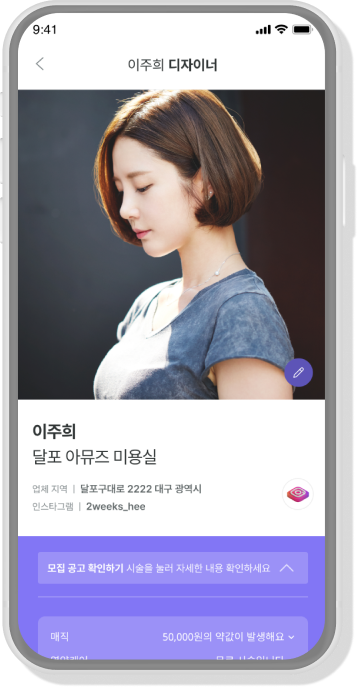 9:41
이주희 디자이너
이주희
달포 아뮤즈 미용실
업체 지역 | 달포구대로 2222 대구 광역시
인스타그램 | 2weeks_hee
모집 공고 확인하기 시술을 눌러 자세한 내용 확인하세요
매직 50,000원의 약값이 발생해요